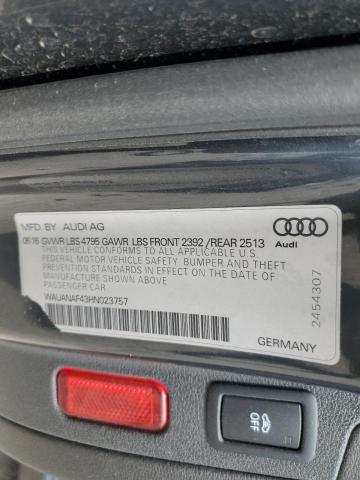 MFD. BY AUDI AG
06 16 GVWR LBS 4795 GAWR LBS FRONT 2392 /REAR 2513
THIS VEHICLE CONFORMS TO ALL APPLICABLE U.S.
FEDERAL MOTOR VEHICLE SAFETY, BUMPER AND THEFT
PREVENTION STANDARDS IN EFFECT ON THE DATE OF
MANUFACTURE SHOWN ABOVE
PASSENGER CAR
WAUANAF43HN023757
Audi
2454307
GERMANY
OFF